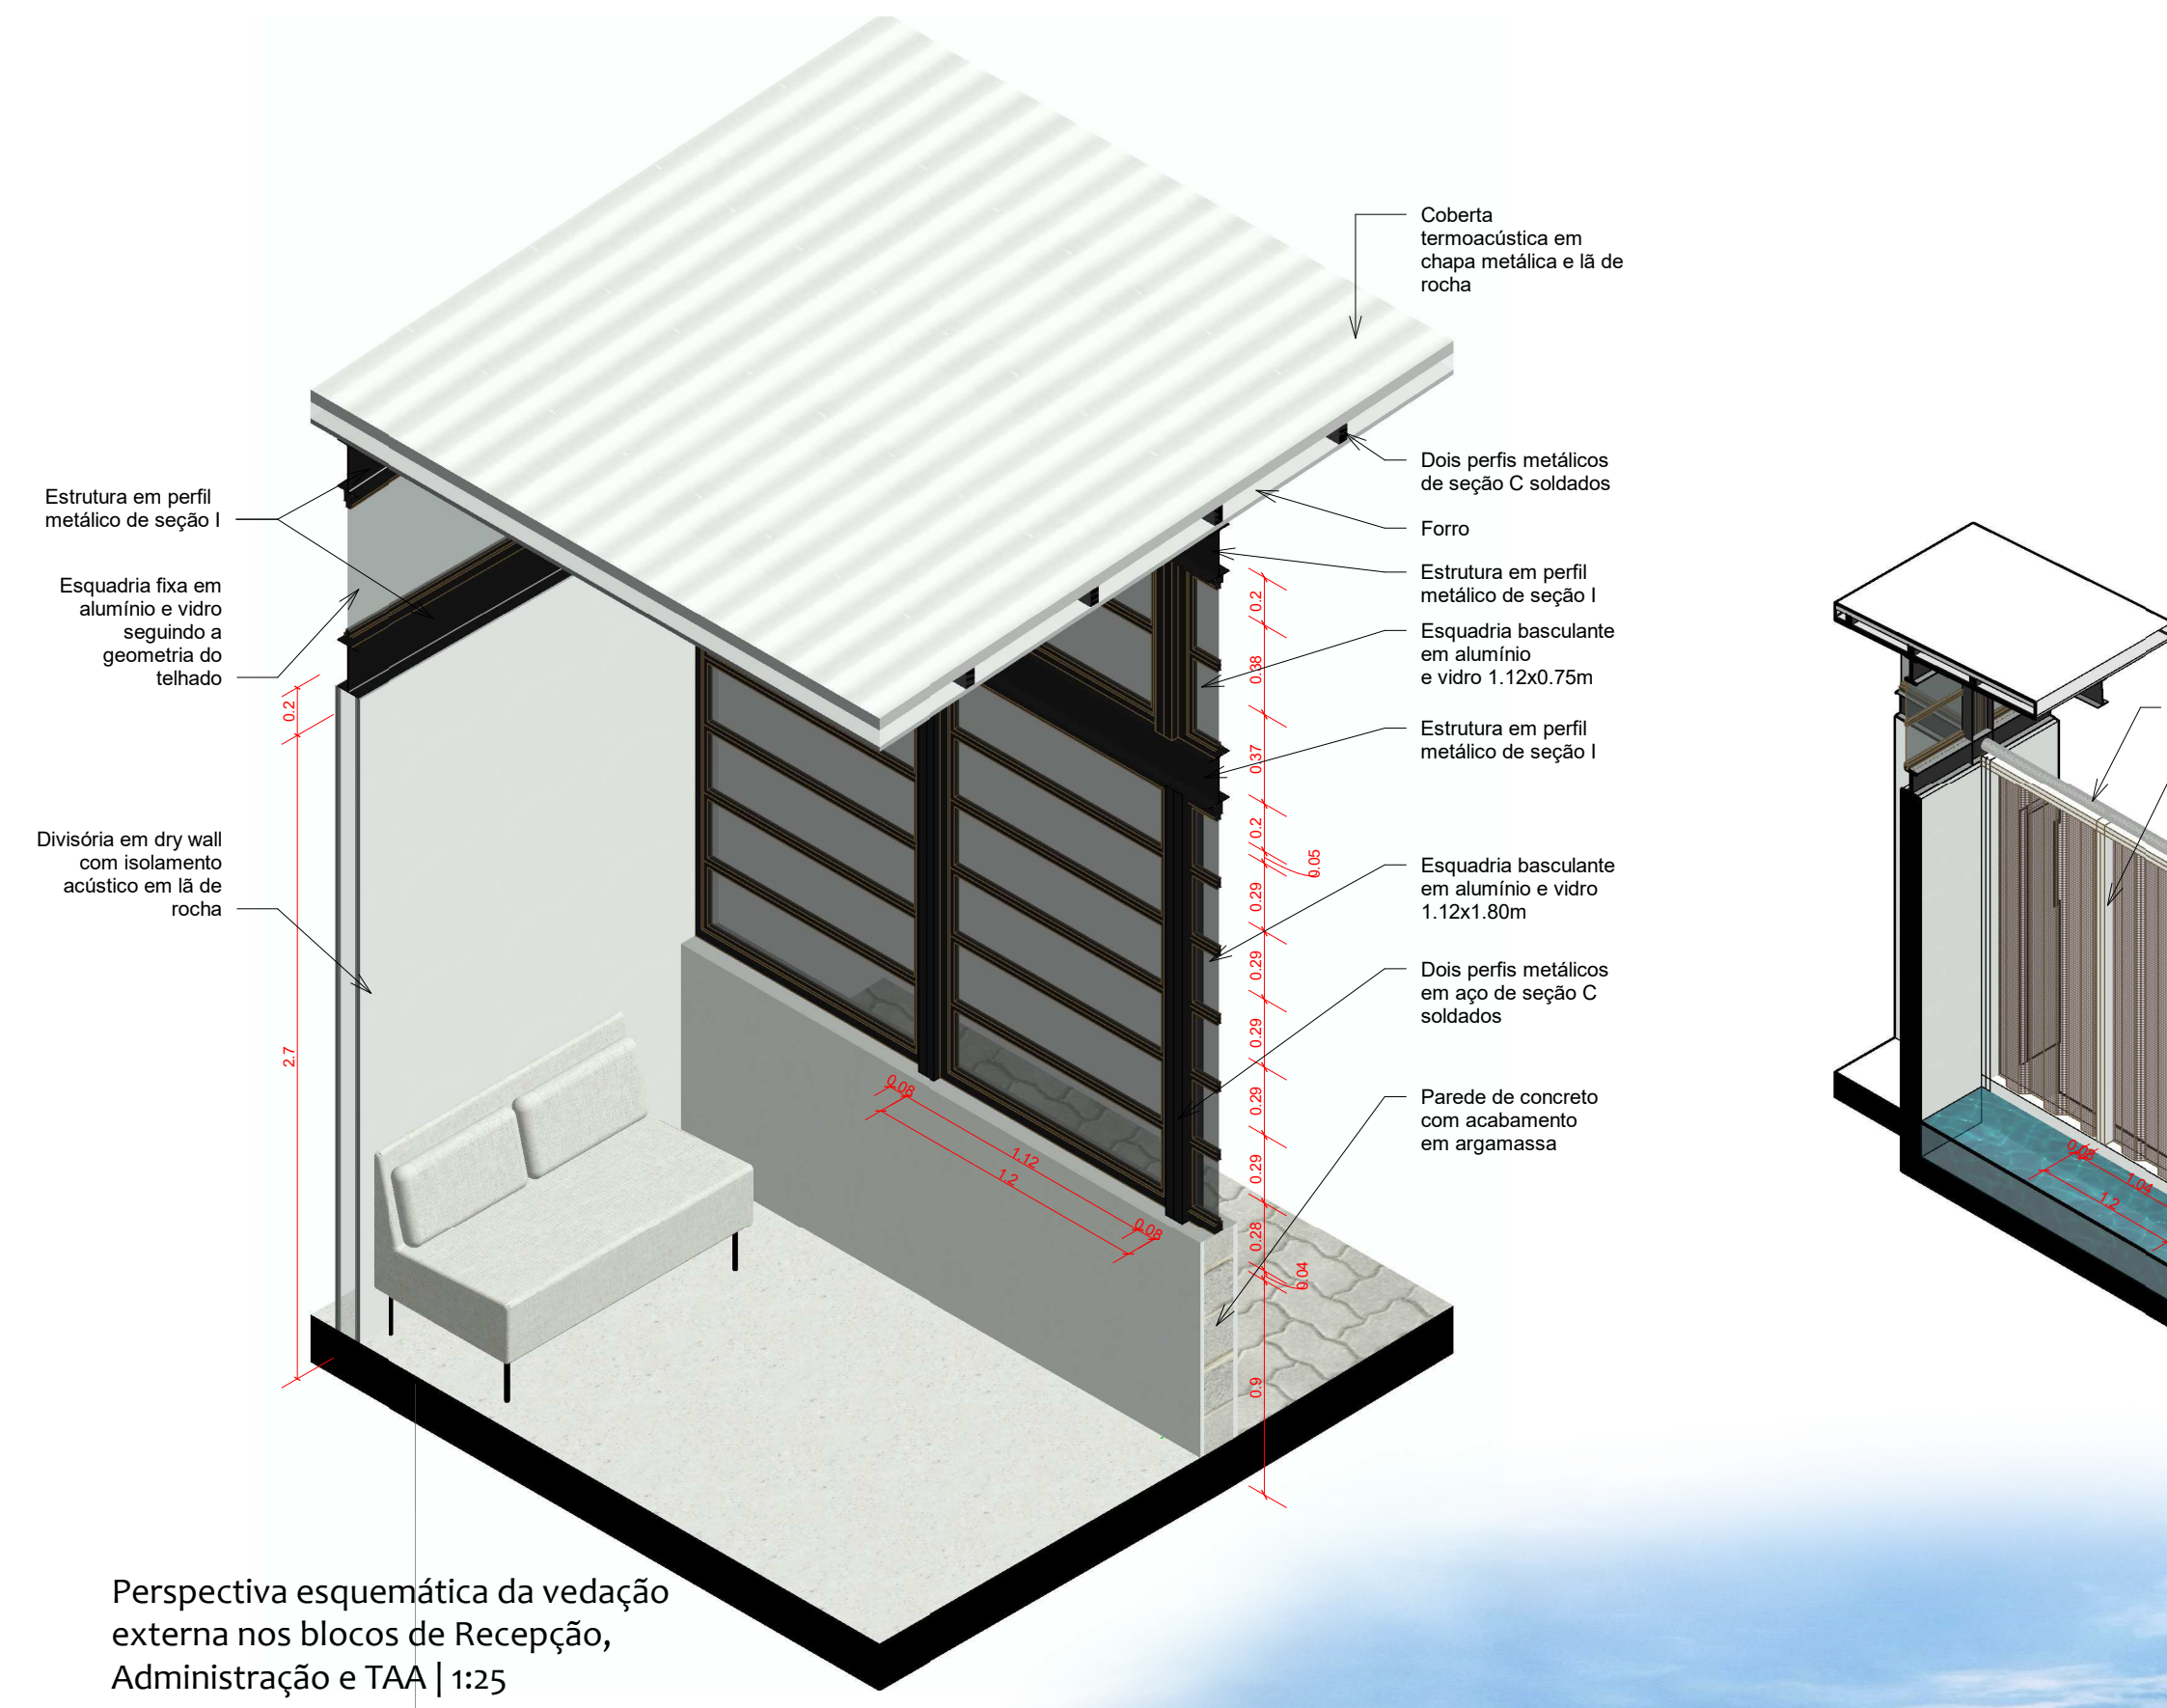 Coberta
termoacústica em
chapa metálica e lã de
rocha
Dois perfis metálicos
de seção C soldados
Forro
Estrutura em perfil
metálico de seção I
Esquadria basculante
em alumínio
e vidro 1.12x0.75m
Estrutura em perfil
metálico de seção I
Esquadria basculante
em alumínio e vidro
1.12x1.80m
Dois perfis metálicos
em aço de seção C
soldados
Parede de concreto
com acabamento
em argamassa
Estrutura em perfil
metálico de seção I
Esquadria fixa em
alumínio e vidro
seguindo a
geometria do
telhado
Divisória em dry wall
com isolamento
acústico em lã de
rocha
0.2
2.7
0.2
0.38
0.37
0.2
0.05
0.29
0.29
0.29
0.29
0.29
0.28
0.04
0.9
0.08
1.12
1.2
0.08
0.08
1.04
1.2
Perspectiva esquemática da vedação
externa nos blocos de Recepção,
Administração e TAA | 1:25